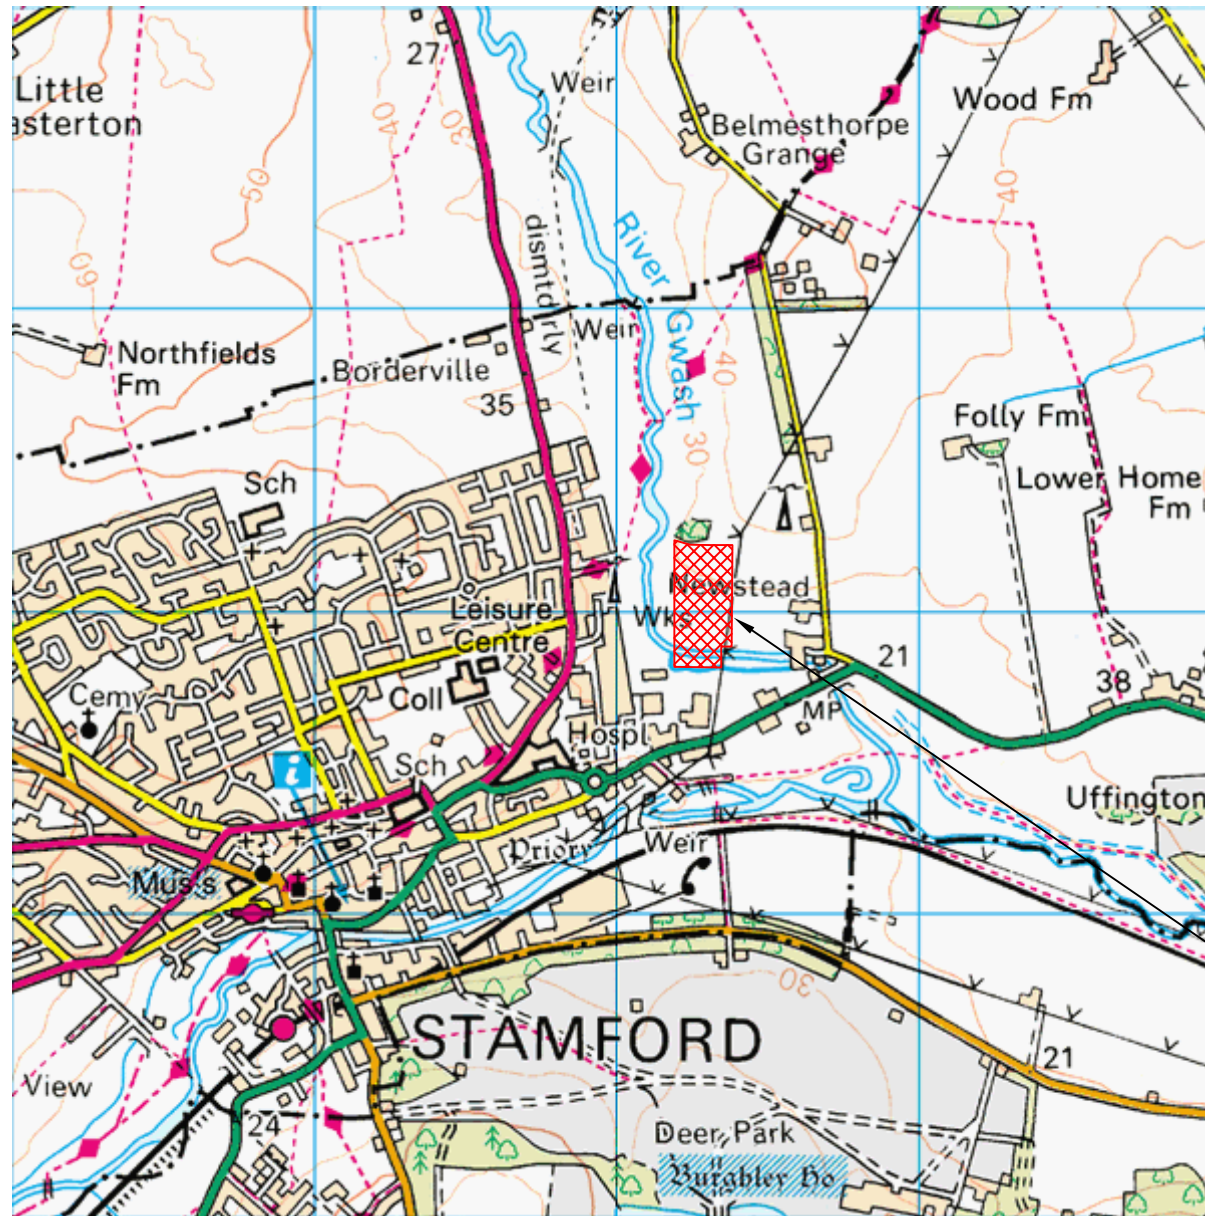 27
Weir
Little
asterton
Wood Fm
Belmesthorpe
Grange
40
30
50
40
60
River
Gwash
dismtd rly
Weir
Northfields
Fm
Borderville
40
35
30
Folly Fm
Sch
Lower Home
Fm
Newstead
Wks
Leisure
Centre
21
38
Cemy
Coll
MP
Hospl
i
Sch
Uffington
Priory
Weir
Mus's
30
STAMFORD
21
View
24
Deer Park
Burghley Ho